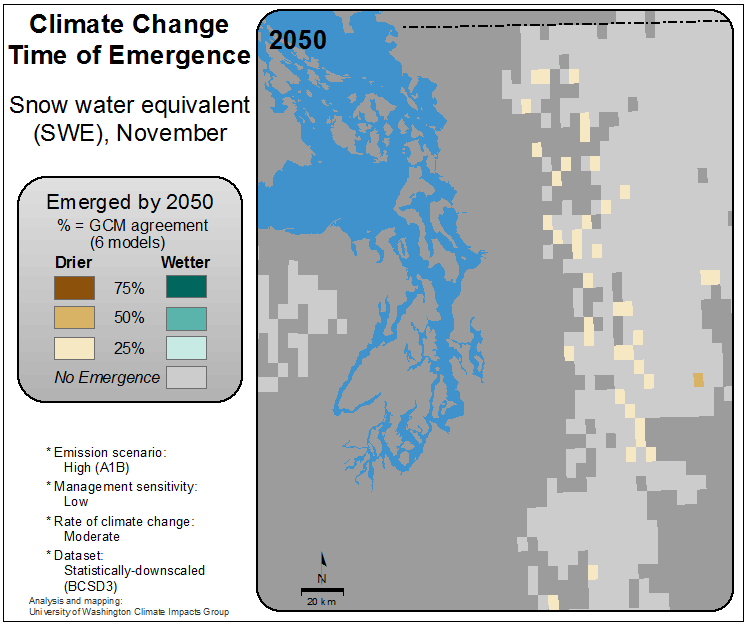 Climate Change
Time of Emergence
Snow water equivalent
(SWE), November
Emerged by 2050
% = GCM agreement
(6 models)
Drier Wetter
75%
50%
25%
No Emergence
* Emission scenario:
High (A1B)
* Management sensitivity:
Low
* Rate of climate change:
Moderate
* Dataset:
Statistically-downscaled
(BCSD3)
Analysis and mapping:
University of Washington Climate Impacts Group
2050
N
20 km